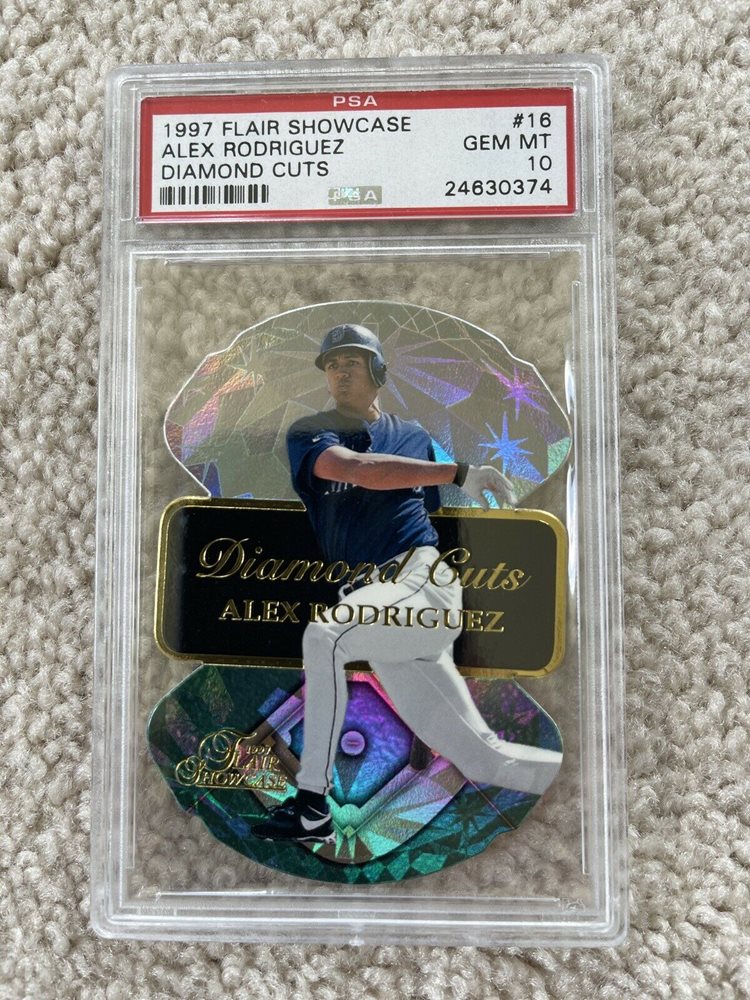 PSA
1997 FLAIR SHOWCASE #16
ALEX RODRIGUEZ GEM MT
DIAMOND CUTS 10
PSA 24630374
Diamond Cuts
ALEX RODRIGUEZ
1997
FLAIR
SHOWCASE